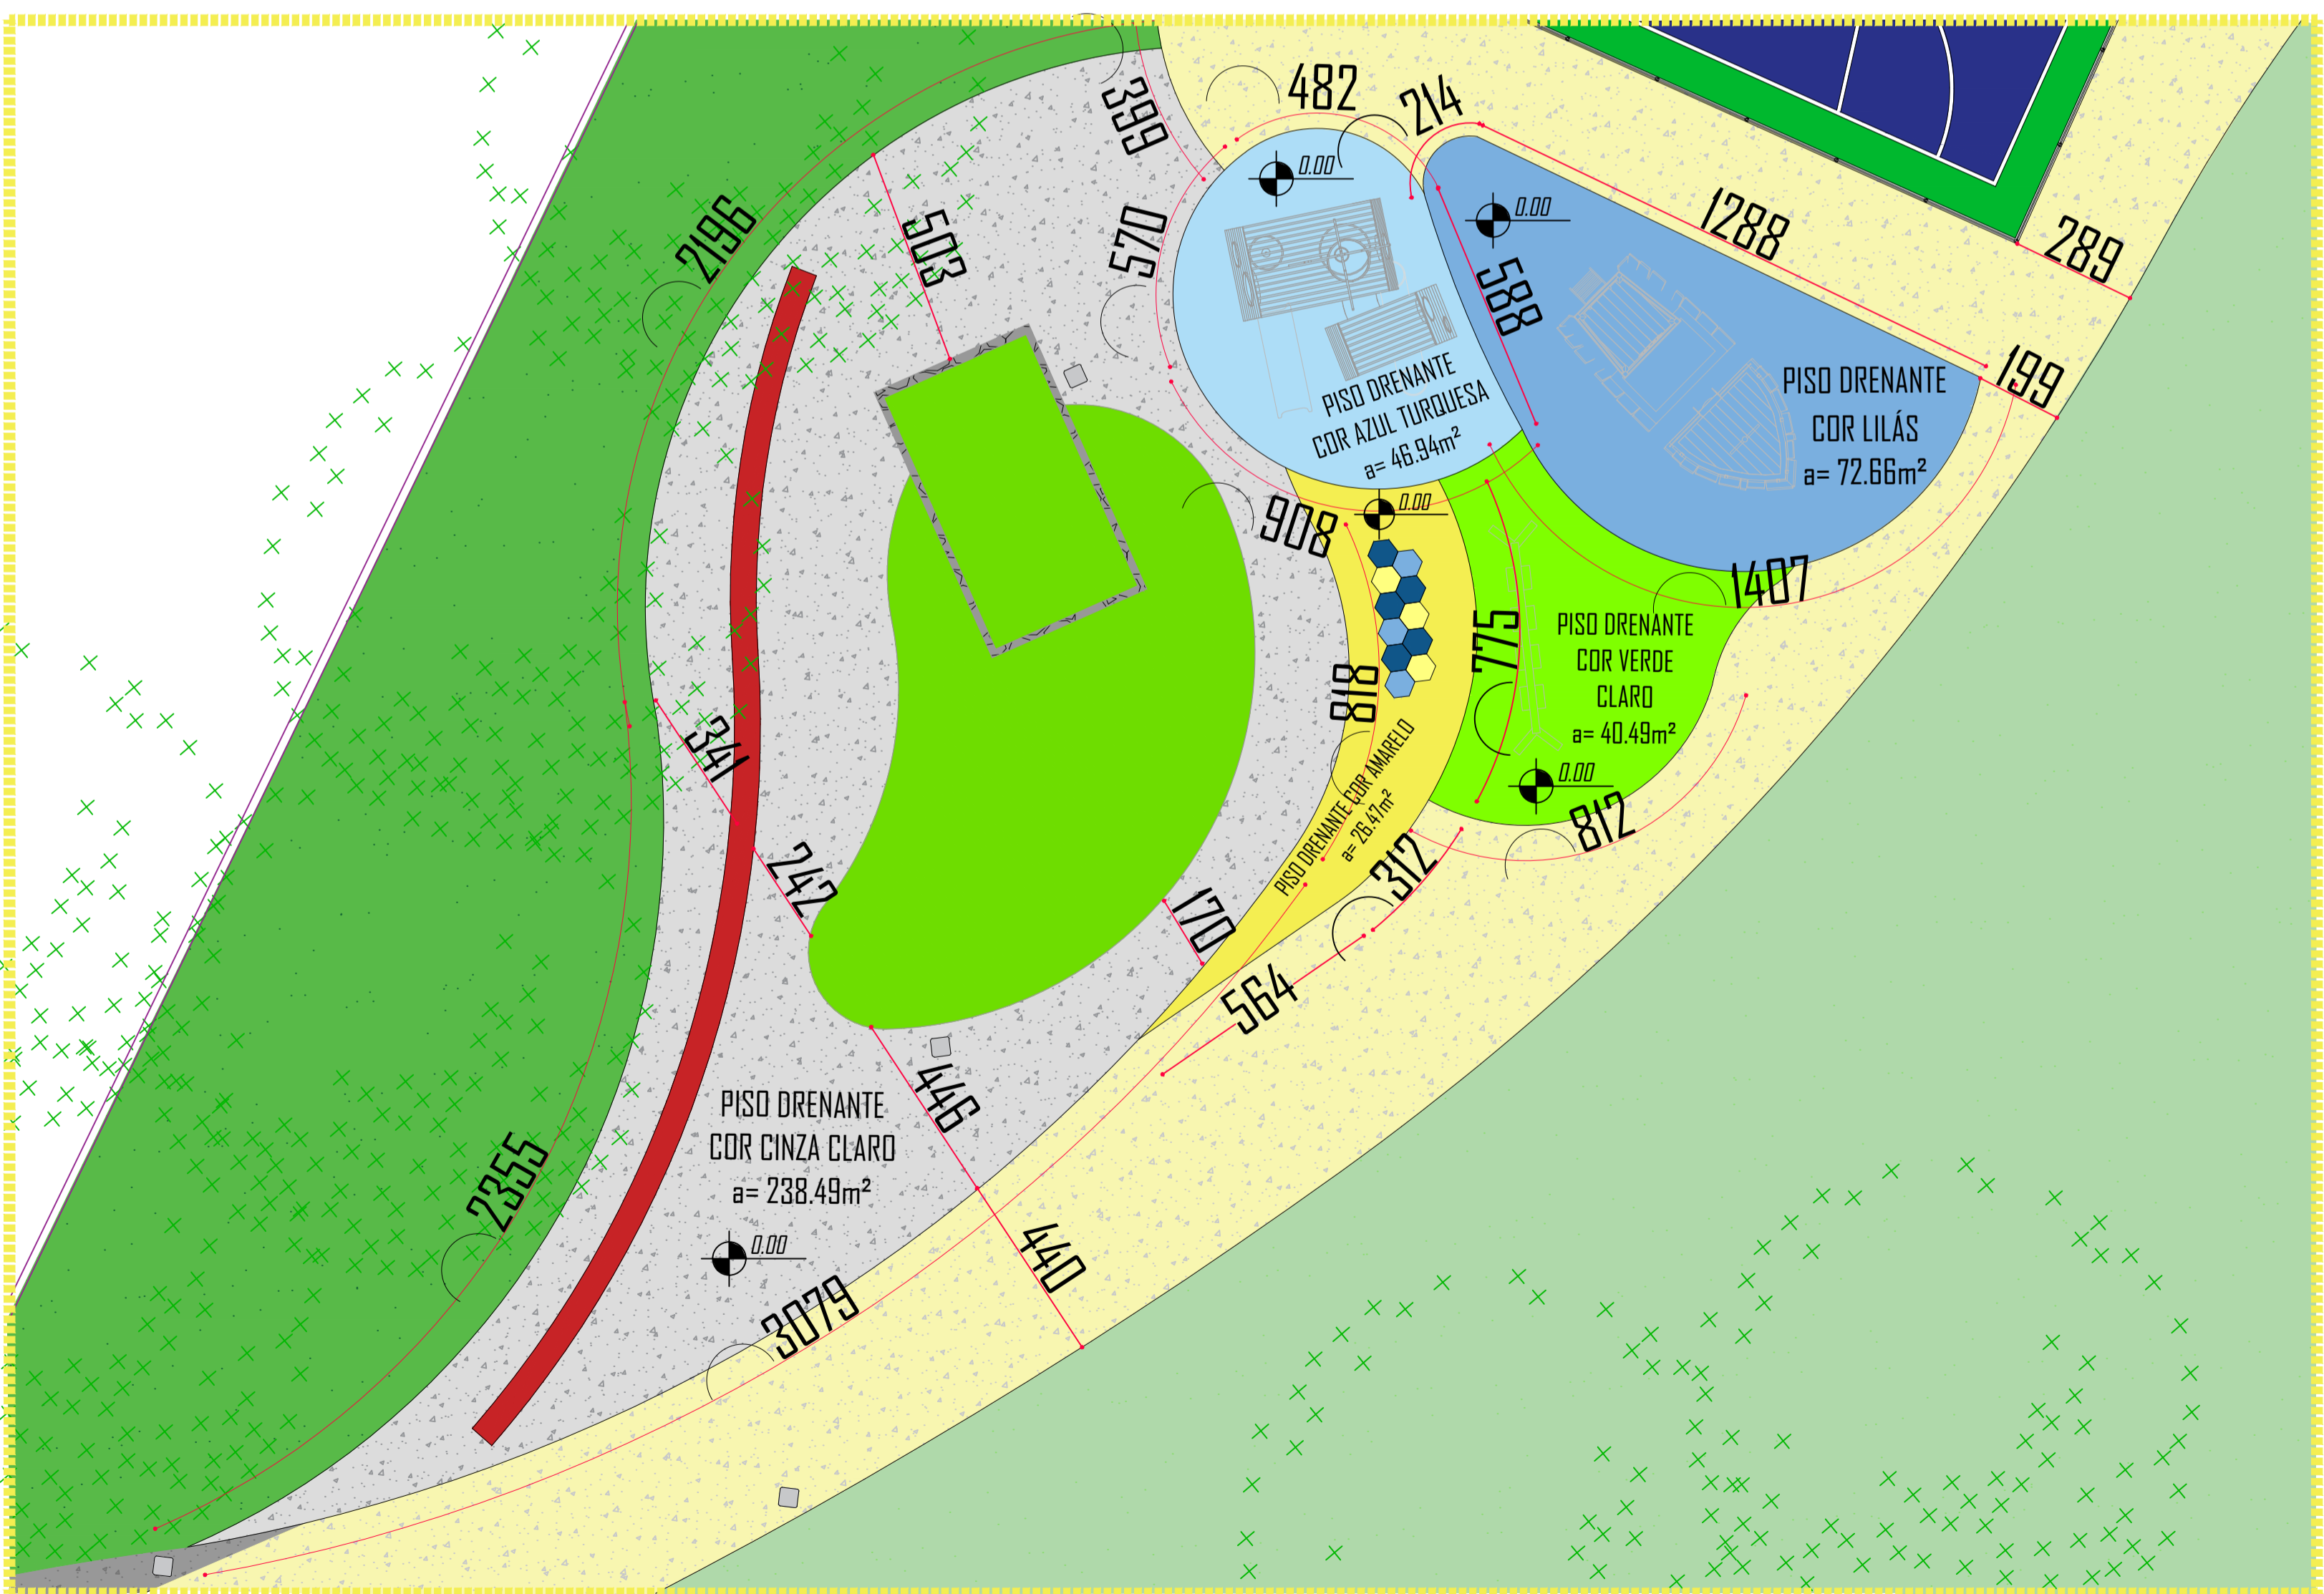 482
214
399
0.00
0.00
2196
503
570
1288
289
588
199
PISO DRENANTE
COR AZUL TURQUESA
a= 46.94m²
PISO DRENANTE
COR LILÁS
a= 72.66m²
0.00
908
1407
775
PISO DRENANTE
COR VERDE
CLARO
a= 40.49m²
0.00
818
341
PISO DRENANTE COR AMARELO
a= 26.47m²
812
312
242
170
564
446
PISO DRENANTE
COR CINZA CLARO
a= 238.49m²
0.00
2355
440
3079